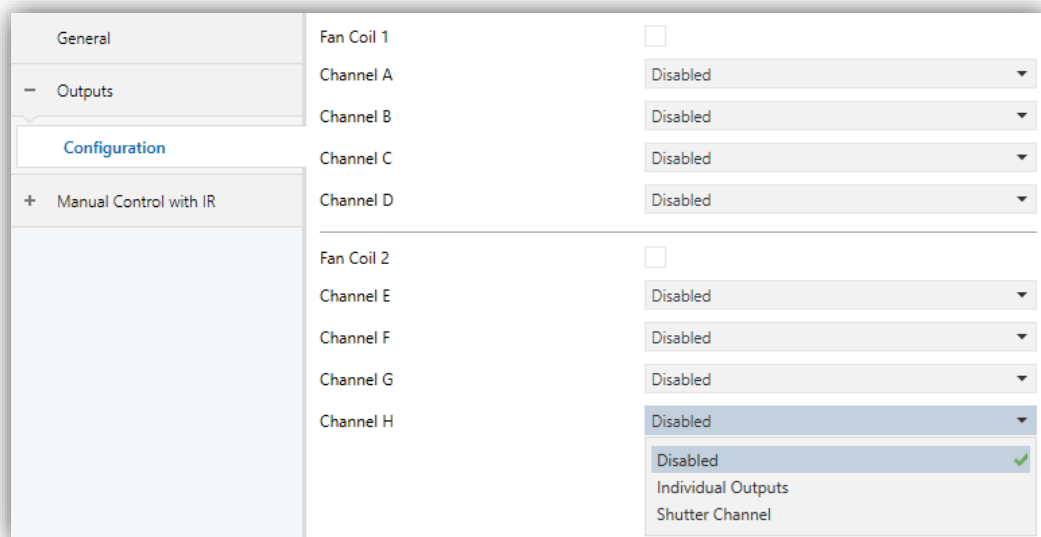 General
Outputs
Configuration
Manual Control with IR
Fan Coil 1
Channel A Disabled
Channel B Disabled
Channel C Disabled
Channel D Disabled
Fan Coil 2
Channel E Disabled
Channel F Disabled
Channel G Disabled
Channel H Disabled
Disabled
Individual Outputs
Shutter Channel